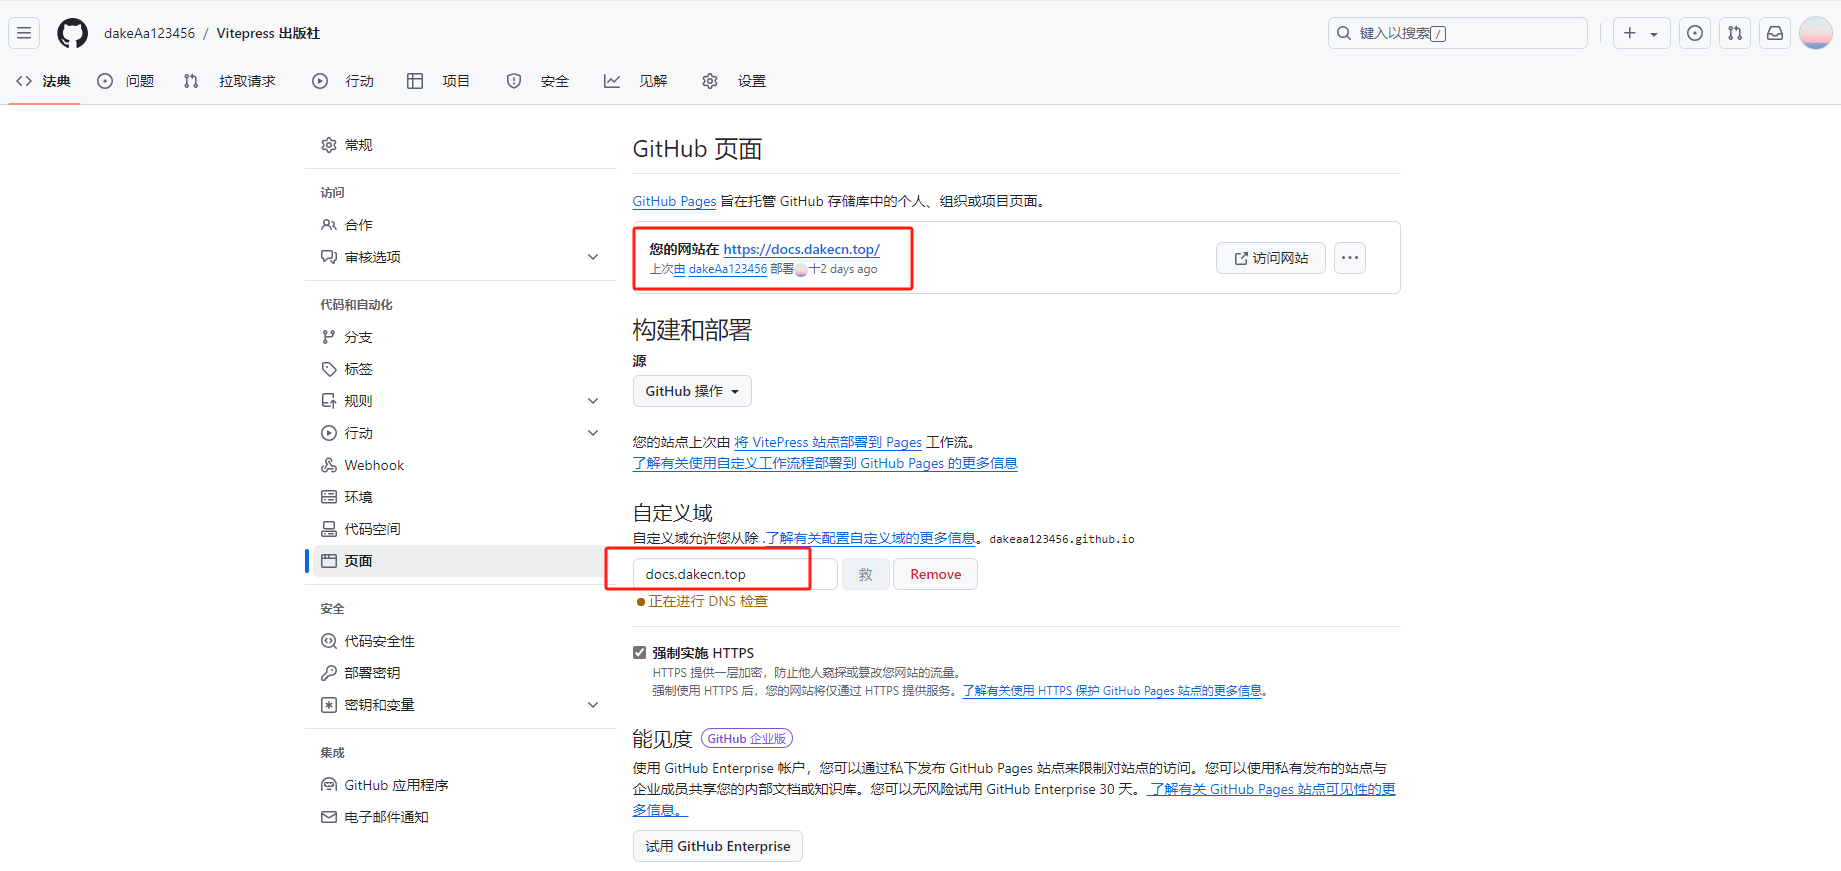 dakeAa123456 / Vitepress 出版社
键入以搜索 /
法典 问题 拉取请求 行动 项目 安全 见解 设置
常规
访问
合作
审核选项
代码和自动化
分支
标签
规则
行动
Webhook
环境
代码空间
页面
安全
代码安全性
部署密钥
密钥和变量
集成
GitHub 应用程序
电子邮件通知
GitHub 页面
GitHub Pages 旨在托管 GitHub 存储库中的个人、组织或项目页面。
您的网站在 https://docs.dakecn.top/
上次由 dakeAa123456 部署 十2 days ago
访问网站
构建和部署
源
GitHub 操作
您的站点上次由 将 VitePress 站点部署到 Pages 工作流。
了解有关使用自定义工作流程部署到 GitHub Pages 的更多信息
自定义域
自定义域允许您从除 .了解有关配置自定义域的更多信息。dakeaa123456.github.io
docs.dakecn.top 救 Remove
正在进行 DNS 检查
强制实施 HTTPS
HTTPS 提供一层加密，防止他人窥探或篡改您网站的流量。
强制使用 HTTPS 后，您的网站将仅通过 HTTPS 提供服务。了解有关使用 HTTPS 保护 GitHub Pages 站点的更多信息。
能见度 GitHub 企业版
使用 GitHub Enterprise 帐户，您可以通过私下发布 GitHub Pages 站点来限制对站点的访问。您可以使用私有发布的站点与
企业成员共享您的内部文档或知识库。您可以无风险试用 GitHub Enterprise 30 天。 了解有关 GitHub Pages 站点可见性的更
多信息。
试用 GitHub Enterprise